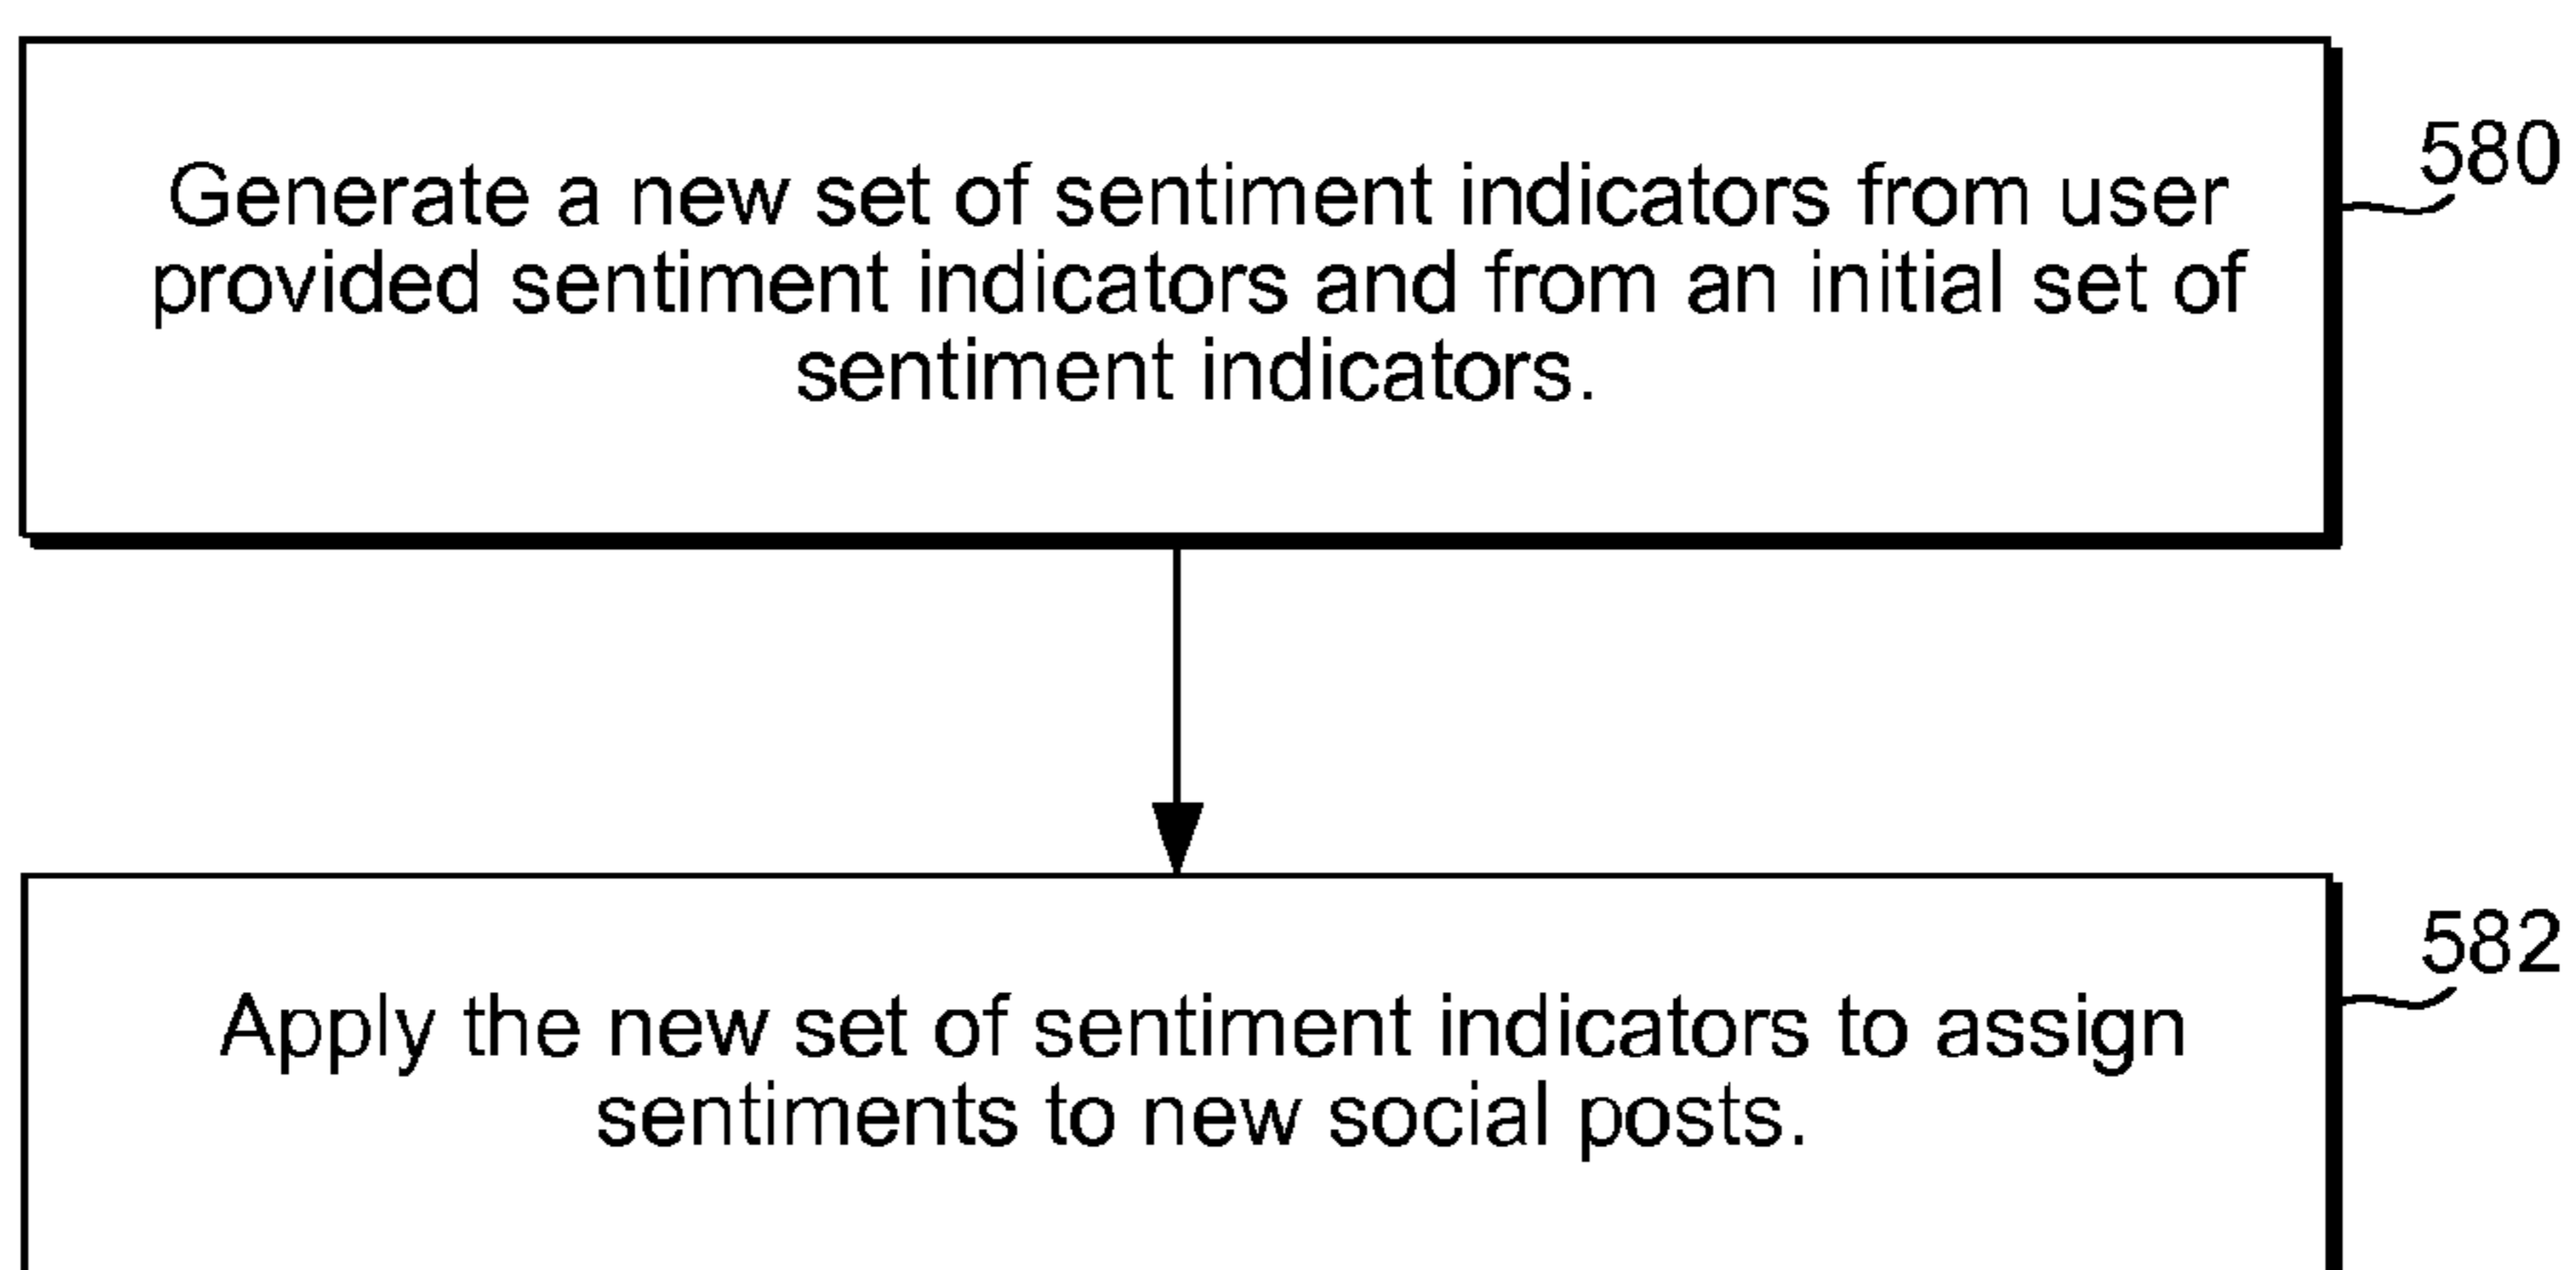 580
Generate a new set of sentiment indicators from user
provided sentiment indicators and from an initial set of
sentiment indicators.
582
Apply the new set of sentiment indicators to assign
sentiments to new social posts.